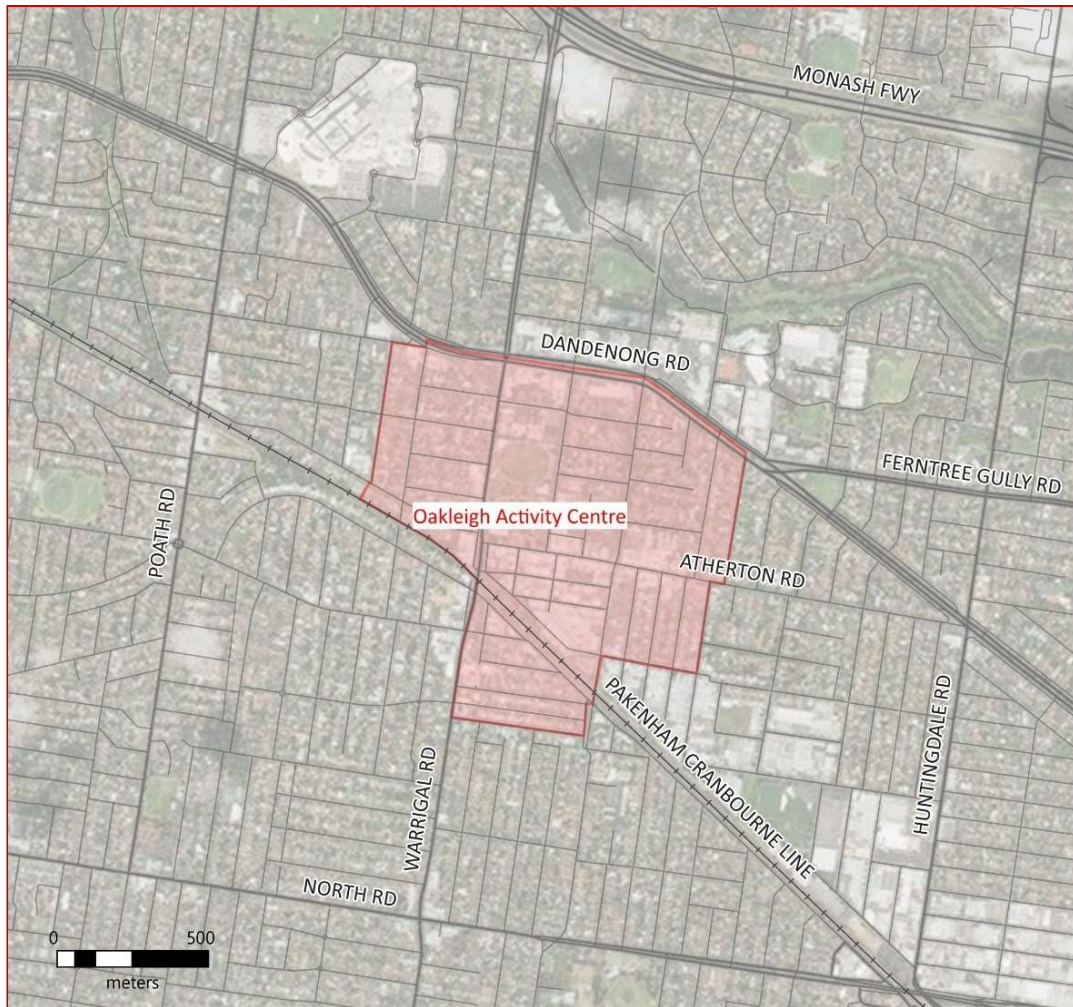 MONASH FWY
DANDENONG RD
FERNTREE GULLY RD
Oakleigh Activity Centre
POATH RD
ATHERTON RD
PAKENHAM CRANBOURNE LINE
HUNTINGDALE RD
WARRIGAL RD
NORTH RD
0 500
meters